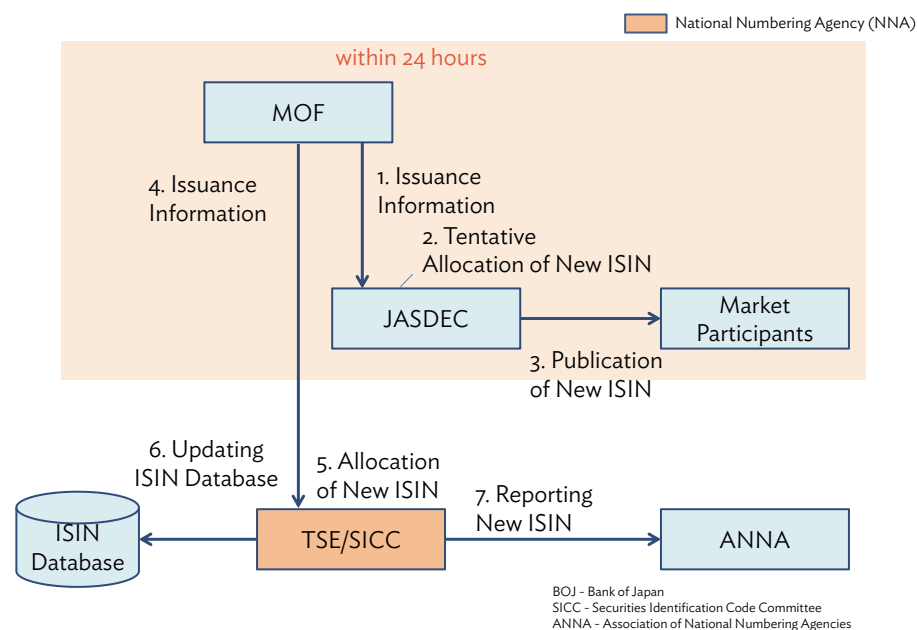 National Numbering Agency (NNA)
within 24 hours
MOF
4. Issuance
Information
1. Issuance
Information
2. Tentative
Allocation of New ISIN
JASDEC
Market
Participants
3. Publication
of New ISIN
6. Updating
ISIN Database
5. Allocation
of New ISIN
7. Reporting
New ISIN
ISIN
Database
TSE/SICC
ANNA
BOJ - Bank of Japan
SICC - Securities Identification Code Committee
ANNA - Association of National Numbering Agencies